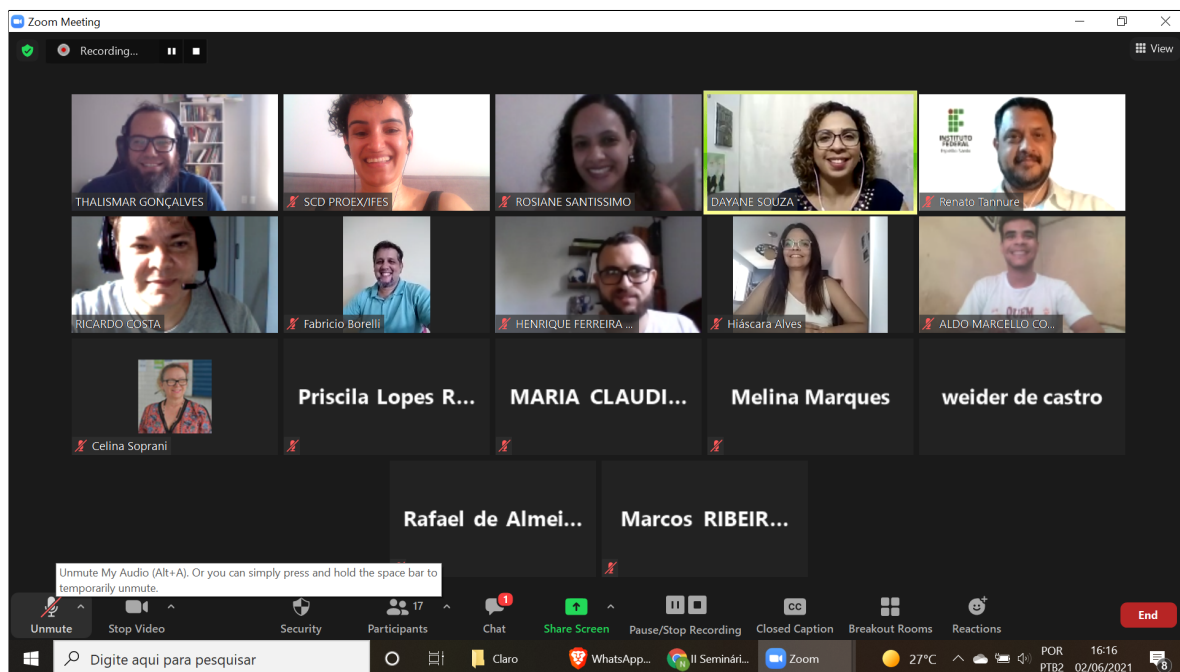 Zoom Meeting
Recording...
View
INSTITUTO
FEDERAL
Espírito Santo
THALISMAR GONÇALVES
SCD PROEX/IFES
ROSIANE SANTISSIMO
DAYANE SOUZA
Renato Tannure
RICARDO COSTA
Fabricio Borelli
HENRIQUE FERREIRA ...
Hiáscara Alves
ALDO MARCELLO CO...
Celina Soprani
Priscila Lopes R...
MARIA CLAUDI...
Melina Marques
weider de castro
Rafael de Almei...
Marcos RIBEIR...
Unmute My Audio (Alt+A). Or you can simply press and hold the space bar to
temporarily unmute.
Unmute
Stop Video
Security
17
Participants
1
Chat
Share Screen
Pause/Stop Recording
CC
Closed Caption
Breakout Rooms
Reactions
End
Digite aqui para pesquisar
Claro
WhatsApp...
II Seminári...
Zoom
27°C
POR
PTB2
16:16
02/06/2021
8